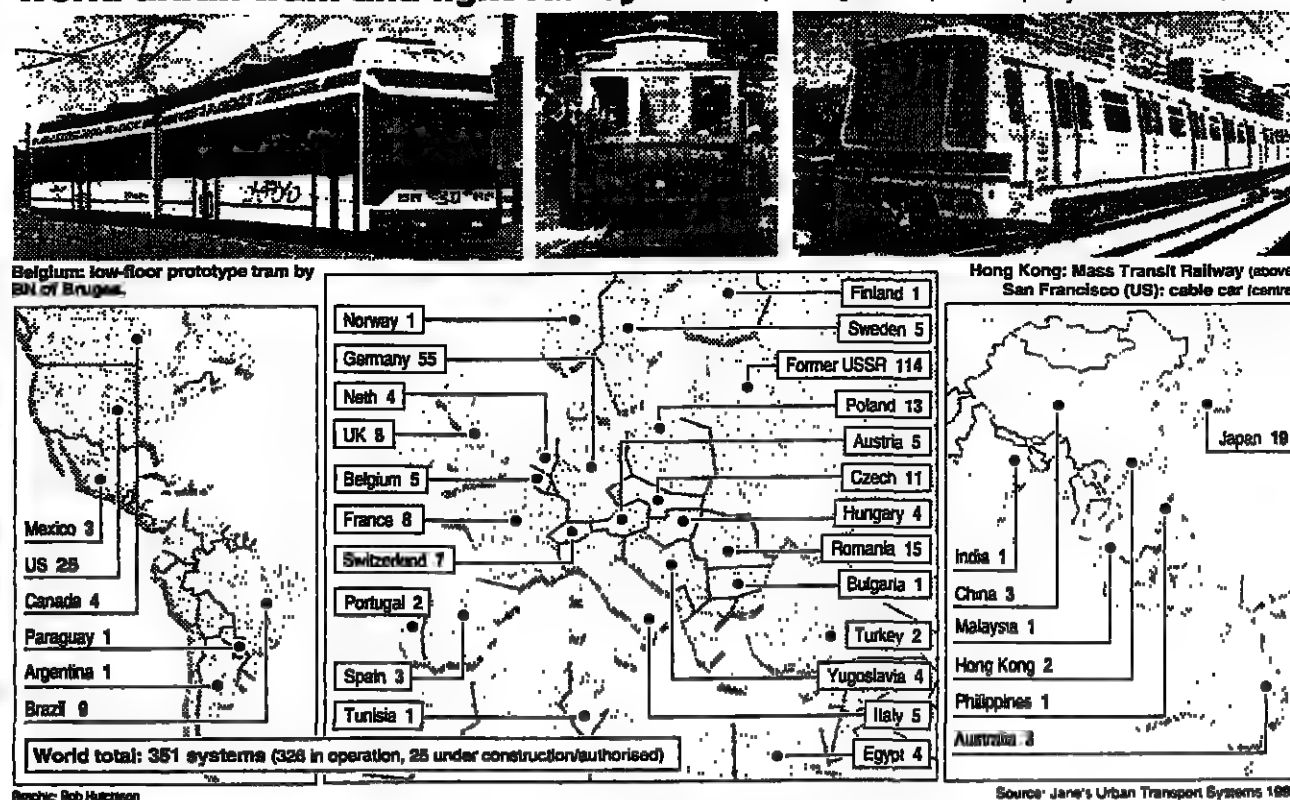 Belgium: low-floor prototype tram by
BN of Bruges.
Hong Kong: Mass Transit Railway (above
San Francisco (US): cable car (centre
Mexico 3
US 25
Canada 4
Paraguay 1
Argentina 1
Brazil 9
Norway 1
Germany 55
Neth 4
UK 8
Belgium 5
France 8
Switzerland 7
Portugal 2
Spain 3
Tunisia 1
Finland 1
Sweden 5
Former USSR 114
Poland 13
Austria 5
Czech 11
Hungary 4
Romania 15
Bulgaria 1
Turkey 2
Yugoslavia 4
Italy 5
Egypt 4
Japan 19
India 1
China 3
Malaysia 1
Hong Kong 2
Philippines 1
Australia 3
World total: 351 systems (326 in operation, 25 under construction/authorised)
Graphic: Bob Hutchison
Source: Jane's Urban Transport Systems